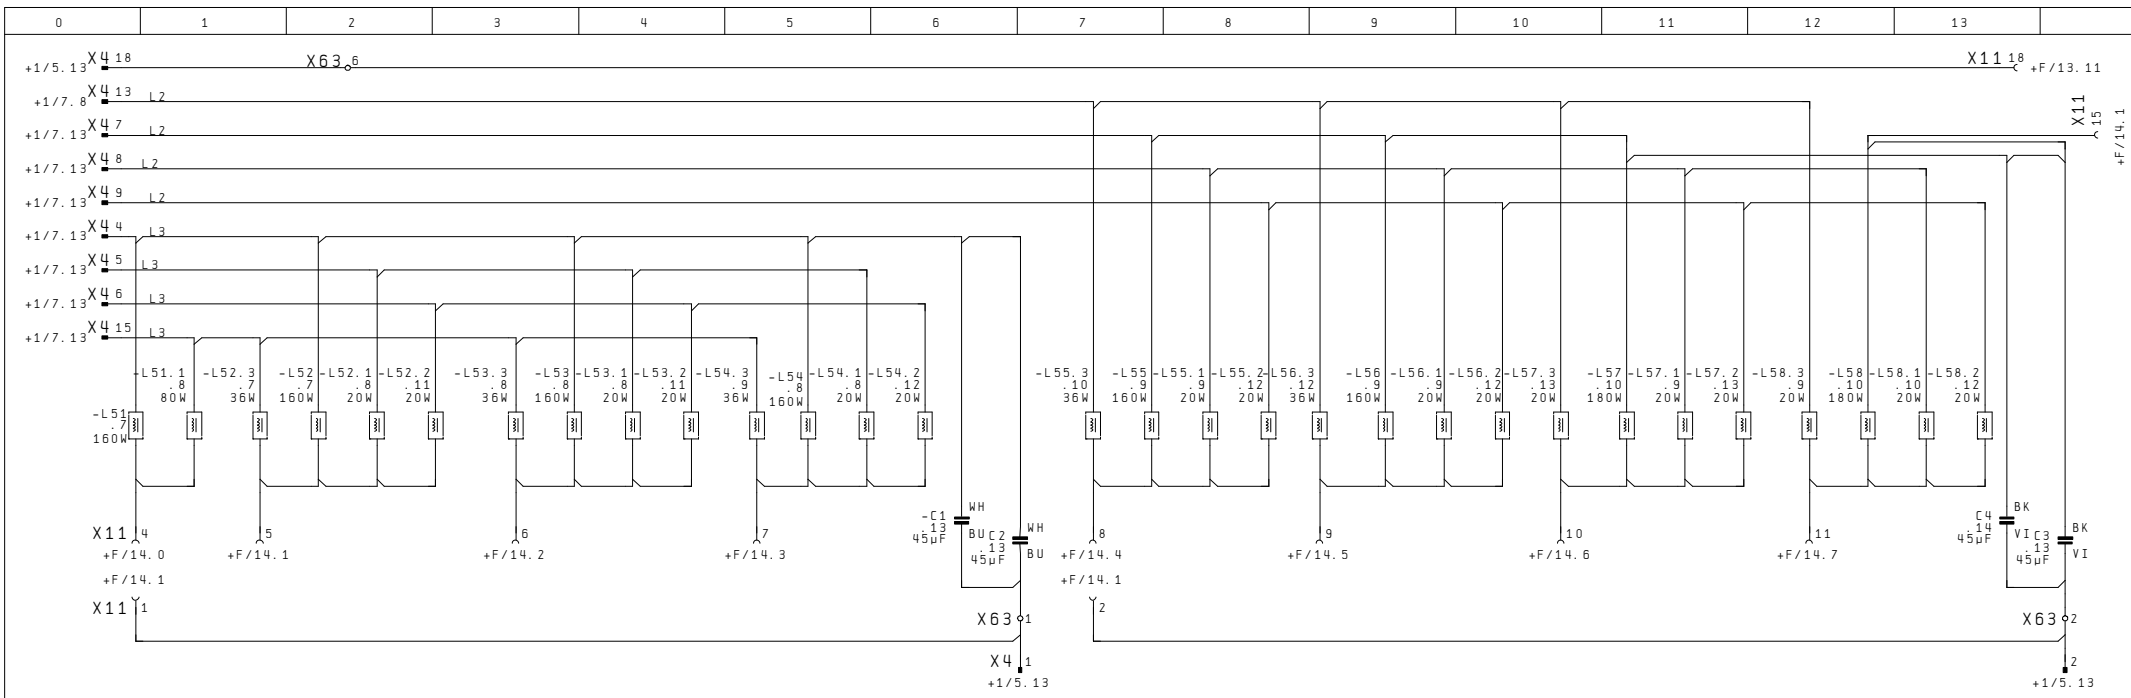 0 1 2 3 4 5 6 7 8 9 10 11 12 13
+1/5.13 X4 18 X63 6 X11 18 +F/13.11
+1/7.8 X4 13 L2
X11 15 +F/14.1
+1/7.13 X4 7 L2
+1/7.13 X4 8 L2
+1/7.13 X4 9 L2
+1/7.13 X4 4 L3
+1/7.13 X4 5 L3
+1/7.13 X4 6 L3
+1/7.13 X4 15 L3
-L51
.7
160W
-L51.1
.8
80W
-L52.3
.7
36W
-L52
.7
160W
-L52.1
.8
20W
-L52.2
.11
20W
-L53.3
.8
36W
-L53
.8
160W
-L53.1
.8
20W
-L53.2
.11
20W
-L54.3
.9
36W
-L54
.8
160W
-L54.1
.8
20W
-L54.2
.12
20W
-L55.3
.10
36W
-L55
.9
160W
-L55.1
.9
20W
-L55.2
.12
20W
-L56.3
.12
36W
-L56
.9
160W
-L56.1
.9
20W
-L56.2
.12
20W
-L57.3
.13
20W
-L57
.10
180W
-L57.1
.9
20W
-L57.2
.13
20W
-L58.3
.9
20W
-L58
.10
180W
-L58.1
.10
20W
-L58.2
.12
20W
-C1
.13
45µF
WH
BU
C2
.13
45µF
WH
BU
C4
.14
45µF
BK
VI
C3
.13
45µF
BK
VI
X11 4 5 6 7 8 9 10 11
+F/14.0 +F/14.1 +F/14.2 +F/14.3 +F/14.4 +F/14.5 +F/14.6 +F/14.7
+F/14.1 +F/14.1
X11 1 2
X63 1 X63 2
X4 1 2
+1/5.13 +1/5.13